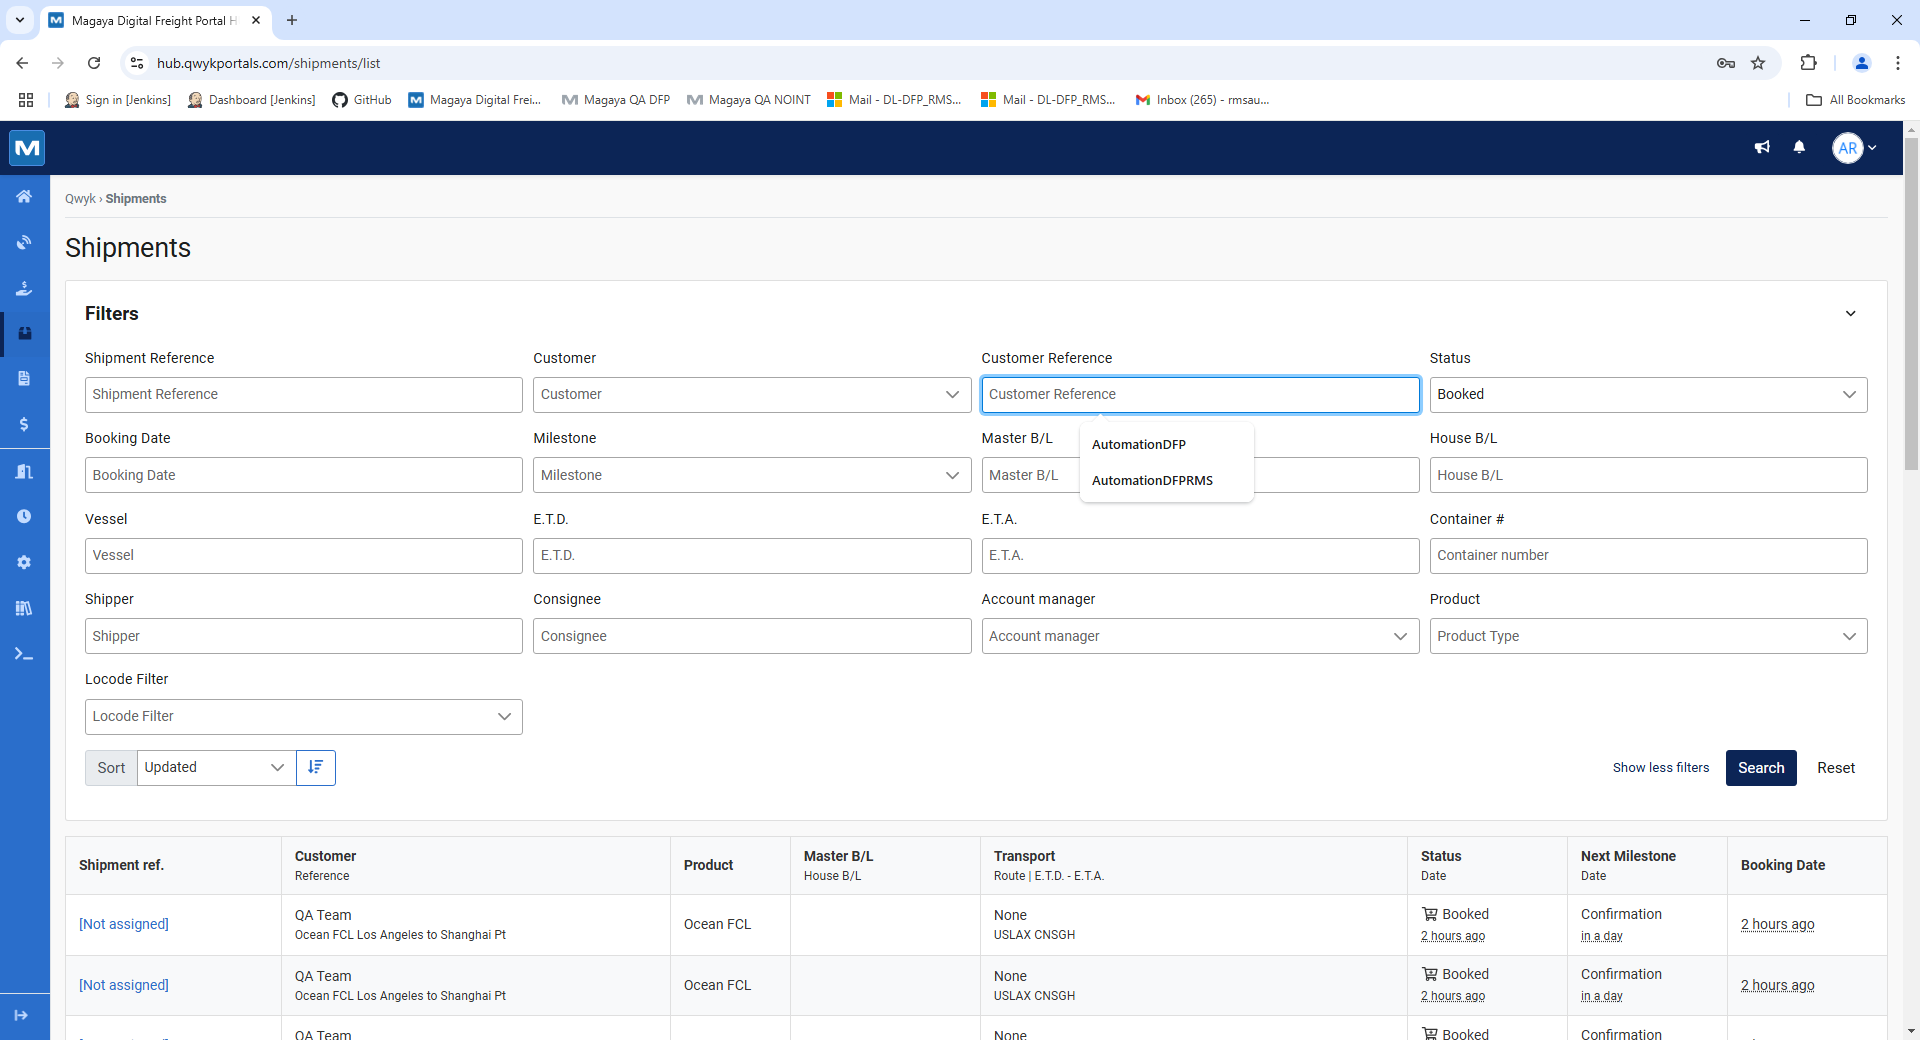 Magaya Digital Freight Portal H
hub.qwykportals.com/shipments/list
Sign in [Jenkins]
Dashboard [Jenkins]
GitHub
Magaya Digital Frei...
Magaya QA DFP
Magaya QA NOINT
Mail - DL-DFP_RMS...
Mail - DL-DFP_RMS...
Inbox (265) - rmsau...
All Bookmarks
AR
Qwyk › Shipments
Shipments
Filters
Shipment Reference
Customer
Customer Reference
Status
Shipment Reference
Customer
Customer Reference
Booked
Booking Date
Milestone
Master B/L
AutomationDFP
House B/L
Booking Date
Milestone
Master B/L
AutomationDFPRMS
House B/L
Vessel
E.T.D.
E.T.A.
Container #
Vessel
E.T.D.
E.T.A.
Container number
Shipper
Consignee
Account manager
Product
Shipper
Consignee
Account manager
Product Type
Locode Filter
Locode Filter
Sort
Updated
Show less filters
Search
Reset
Shipment ref.
Customer
Reference
Product
Master B/L
House B/L
Transport
Route | E.T.D. - E.T.A.
Status
Date
Next Milestone
Date
Booking Date
[Not assigned]
QA Team
Ocean FCL Los Angeles to Shanghai Pt
Ocean FCL
None
USLAX CNSGH
Booked
2 hours ago
Confirmation
in a day
2 hours ago
[Not assigned]
QA Team
Ocean FCL Los Angeles to Shanghai Pt
Ocean FCL
None
USLAX CNSGH
Booked
2 hours ago
Confirmation
in a day
2 hours ago
QA Team
None
Booked
Confirmation